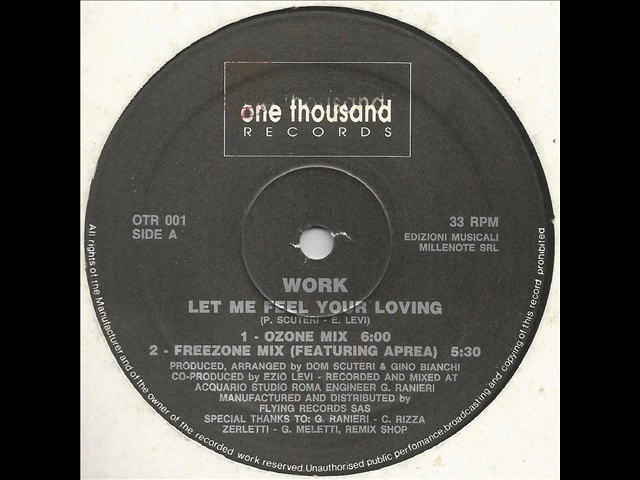 one thousand
RECORDS
OTR 001
SIDE A
33 RPM
EDIZIONI MUSICALI
MILLENOTE SRL
WORK
LET ME FEEL YOUR LOVING
(P. SCUTERI - E. LEVI)
1 - OZONE MIX 6:00
2 - FREEZONE MIX (FEATURING APREA) 5:30
PRODUCED, ARRANGED by DOM SCUTERI & GINO BIANCHI
CO-PRODUCED by EZIO LEVI - RECORDED AND MIXED AT
ACQUARIO STUDIO ROMA ENGINEER G. RANIERI
MANUFACTURED AND DISTRIBUTED by
FLYING RECORDS SAS
SPECIAL THANKS TO: G. RANIERI - C. RIZZA
ZERLETTI - G. MELETTI, REMIX SHOP
All rights of the Manufacturer and of the owner of the recorded work reserved.Unauthorised public perfomance.broadcasting and copying of this record prohibited